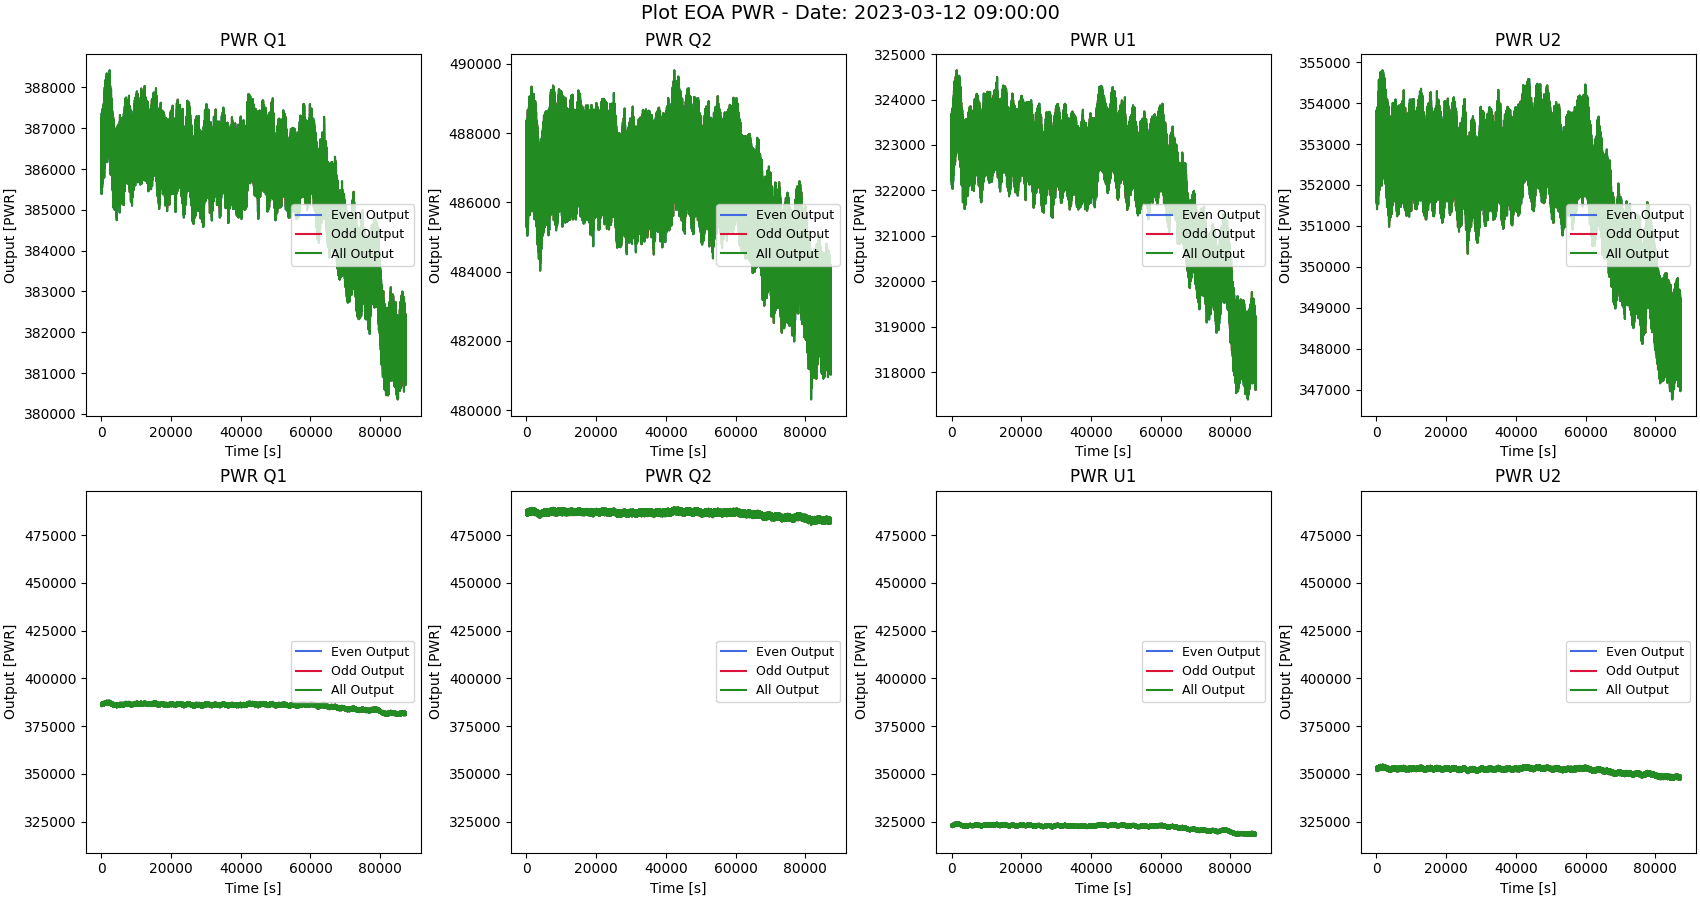 Plot EOA PWR - Date: 2023-03-12 09:00:00
PWR Q1
Output [PWR]
388000
387000
386000
385000
384000
383000
382000
381000
380000
0 20000 40000 60000 80000
Time [s]
Even Output
Odd Output
All Output
PWR Q2
Output [PWR]
490000
488000
486000
484000
482000
480000
0 20000 40000 60000 80000
Time [s]
Even Output
Odd Output
All Output
PWR U1
Output [PWR]
325000
324000
323000
322000
321000
320000
319000
318000
0 20000 40000 60000 80000
Time [s]
Even Output
Odd Output
All Output
PWR U2
Output [PWR]
355000
354000
353000
352000
351000
350000
349000
348000
347000
0 20000 40000 60000 80000
Time [s]
Even Output
Odd Output
All Output
PWR Q1
Output [PWR]
475000
450000
425000
400000
375000
350000
325000
0 20000 40000 60000 80000
Time [s]
Even Output
Odd Output
All Output
PWR Q2
Output [PWR]
475000
450000
425000
400000
375000
350000
325000
0 20000 40000 60000 80000
Time [s]
Even Output
Odd Output
All Output
PWR U1
Output [PWR]
475000
450000
425000
400000
375000
350000
325000
0 20000 40000 60000 80000
Time [s]
Even Output
Odd Output
All Output
PWR U2
Output [PWR]
475000
450000
425000
400000
375000
350000
325000
0 20000 40000 60000 80000
Time [s]
Even Output
Odd Output
All Output